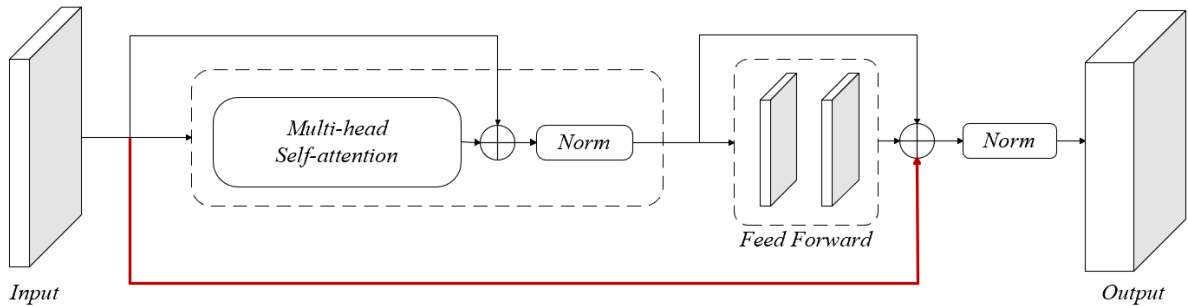 Multi-head
Self-attention
Norm
Norm
Feed Forward
Input
Output